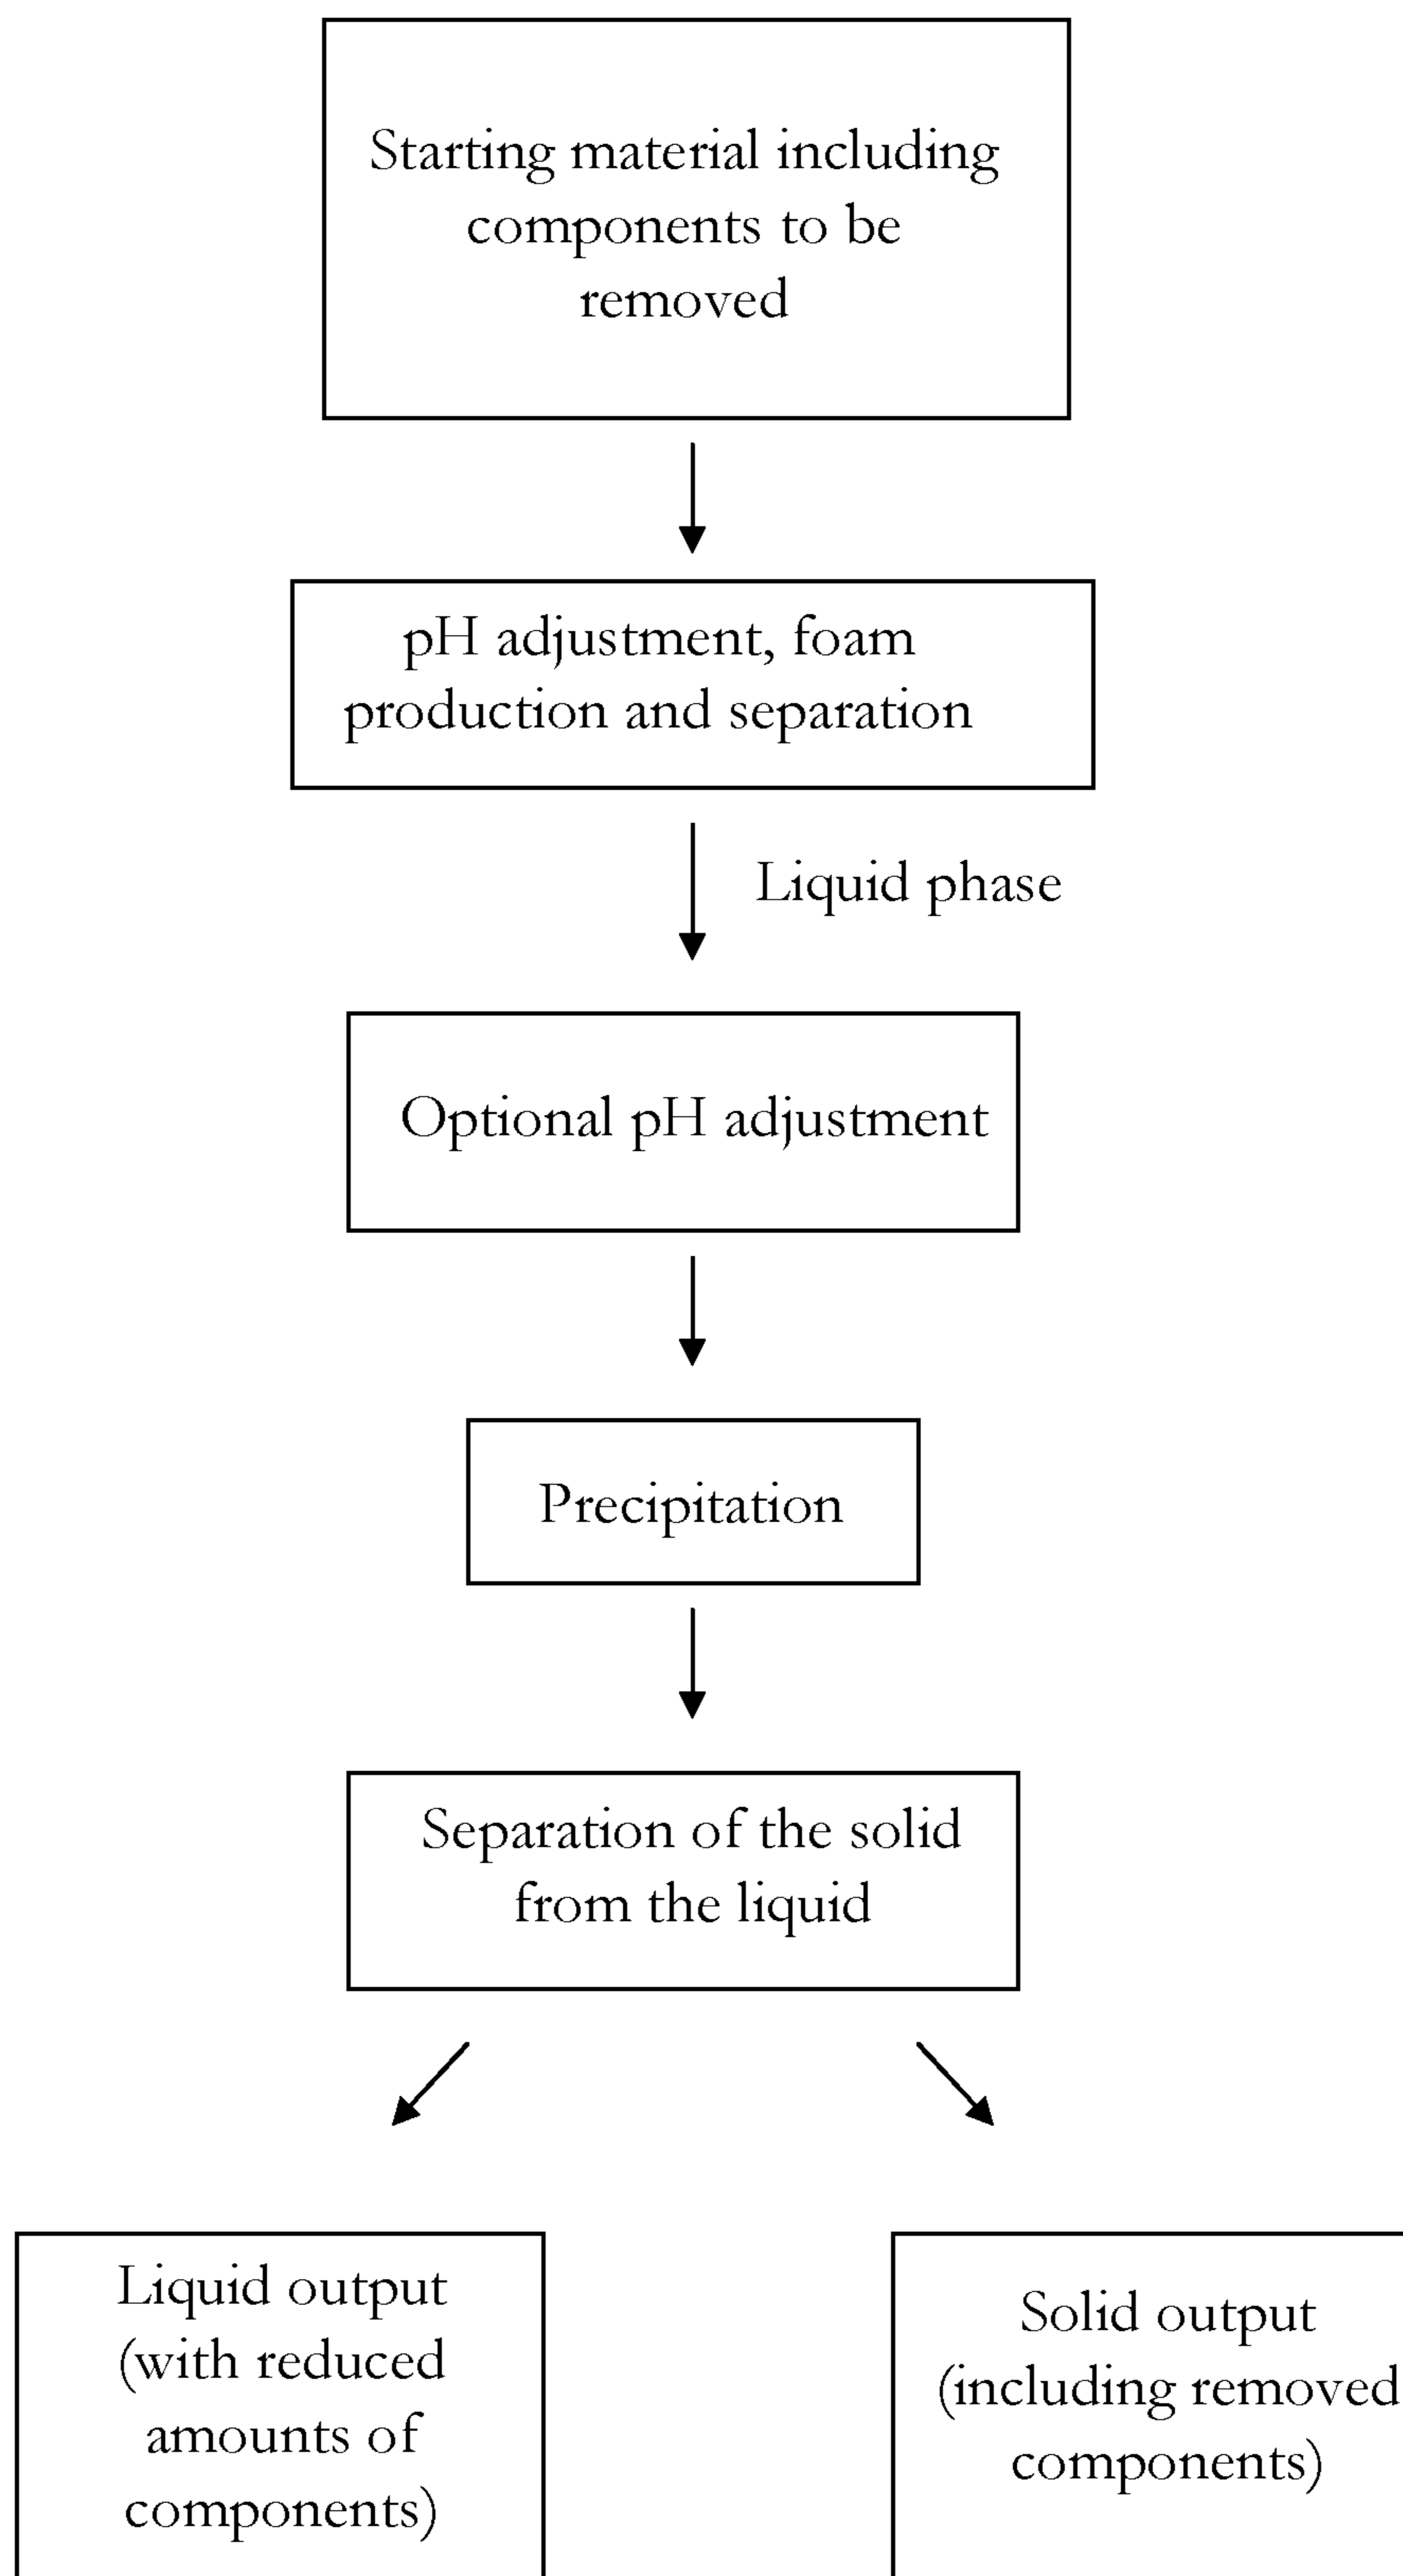 Starting material including
components to be
removed
pH adjustment, foam
production and separation
Liquid phase
Optional pH adjustment
Precipitation
Separation of the solid
from the liquid
Liquid output
(with reduced
amounts of
components)
Solid output
(including removed
components)